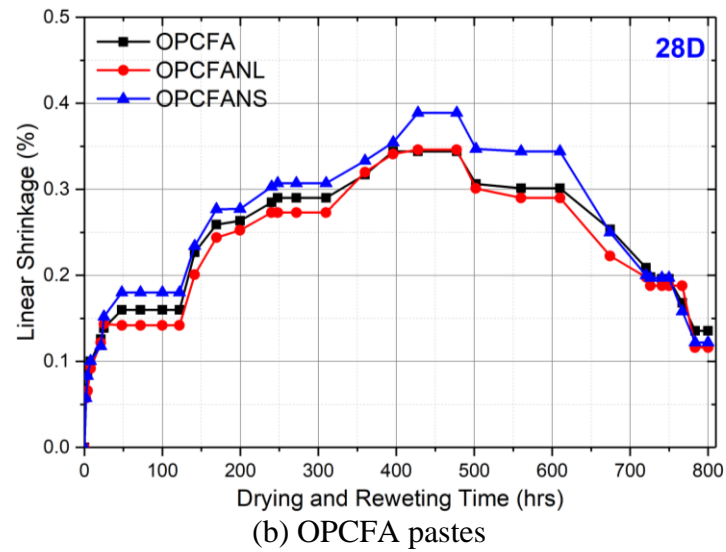 0.5
0.4
0.3
0.2
0.1
0.0
Linear Shrinkage (%)
OPCFA
OPCFANL
OPCFANS
28D
0 100 200 300 400 500 600 700 800
Drying and Reweting Time (hrs)
(b) OPCFA pastes